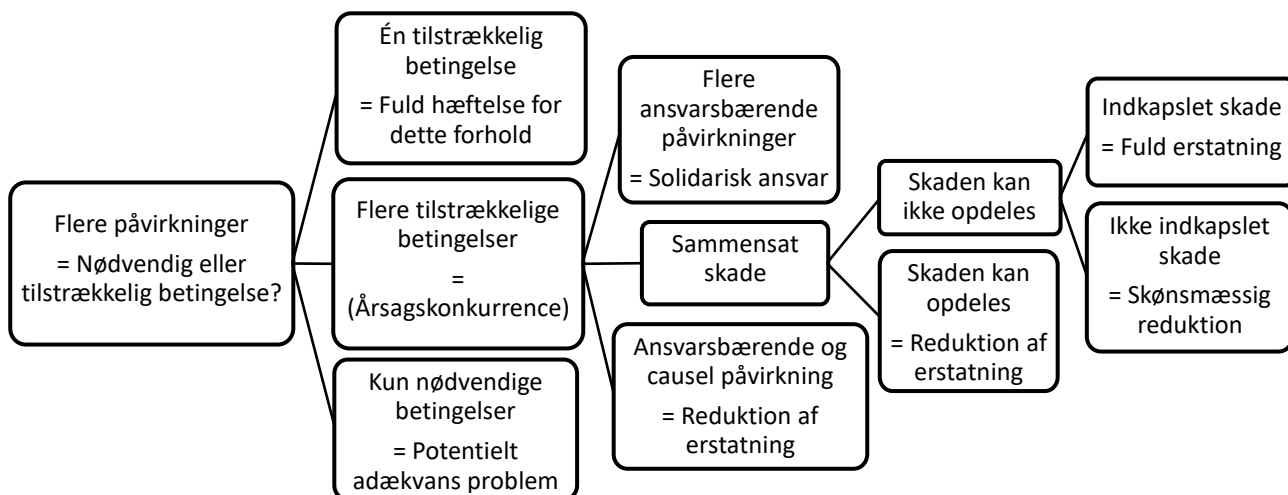 Flere påvirkninger
= Nødvendig eller
tilstrækkelig betingelse?
Én tilstrækkelig
betingelse
= Fuld hæftelse for
dette forhold
Flere tilstrækkelige
betingelser
=
(Årsagskonkurrence)
Kun nødvendige
betingelser
= Potentielt
adækvans problem
Flere
ansvarsbærende
påvirkninger
= Solidarisk ansvar
Sammensat
skade
Ansvarsbærende og
causel påvirkning
= Reduktion af
erstatning
Skaden kan
ikke opdeles
Skaden kan
opdeles
= Reduktion af
erstatning
Indkapslet skade
= Fuld erstatning
Ikke indkapslet
skade
= Skønsmæssig
reduktion